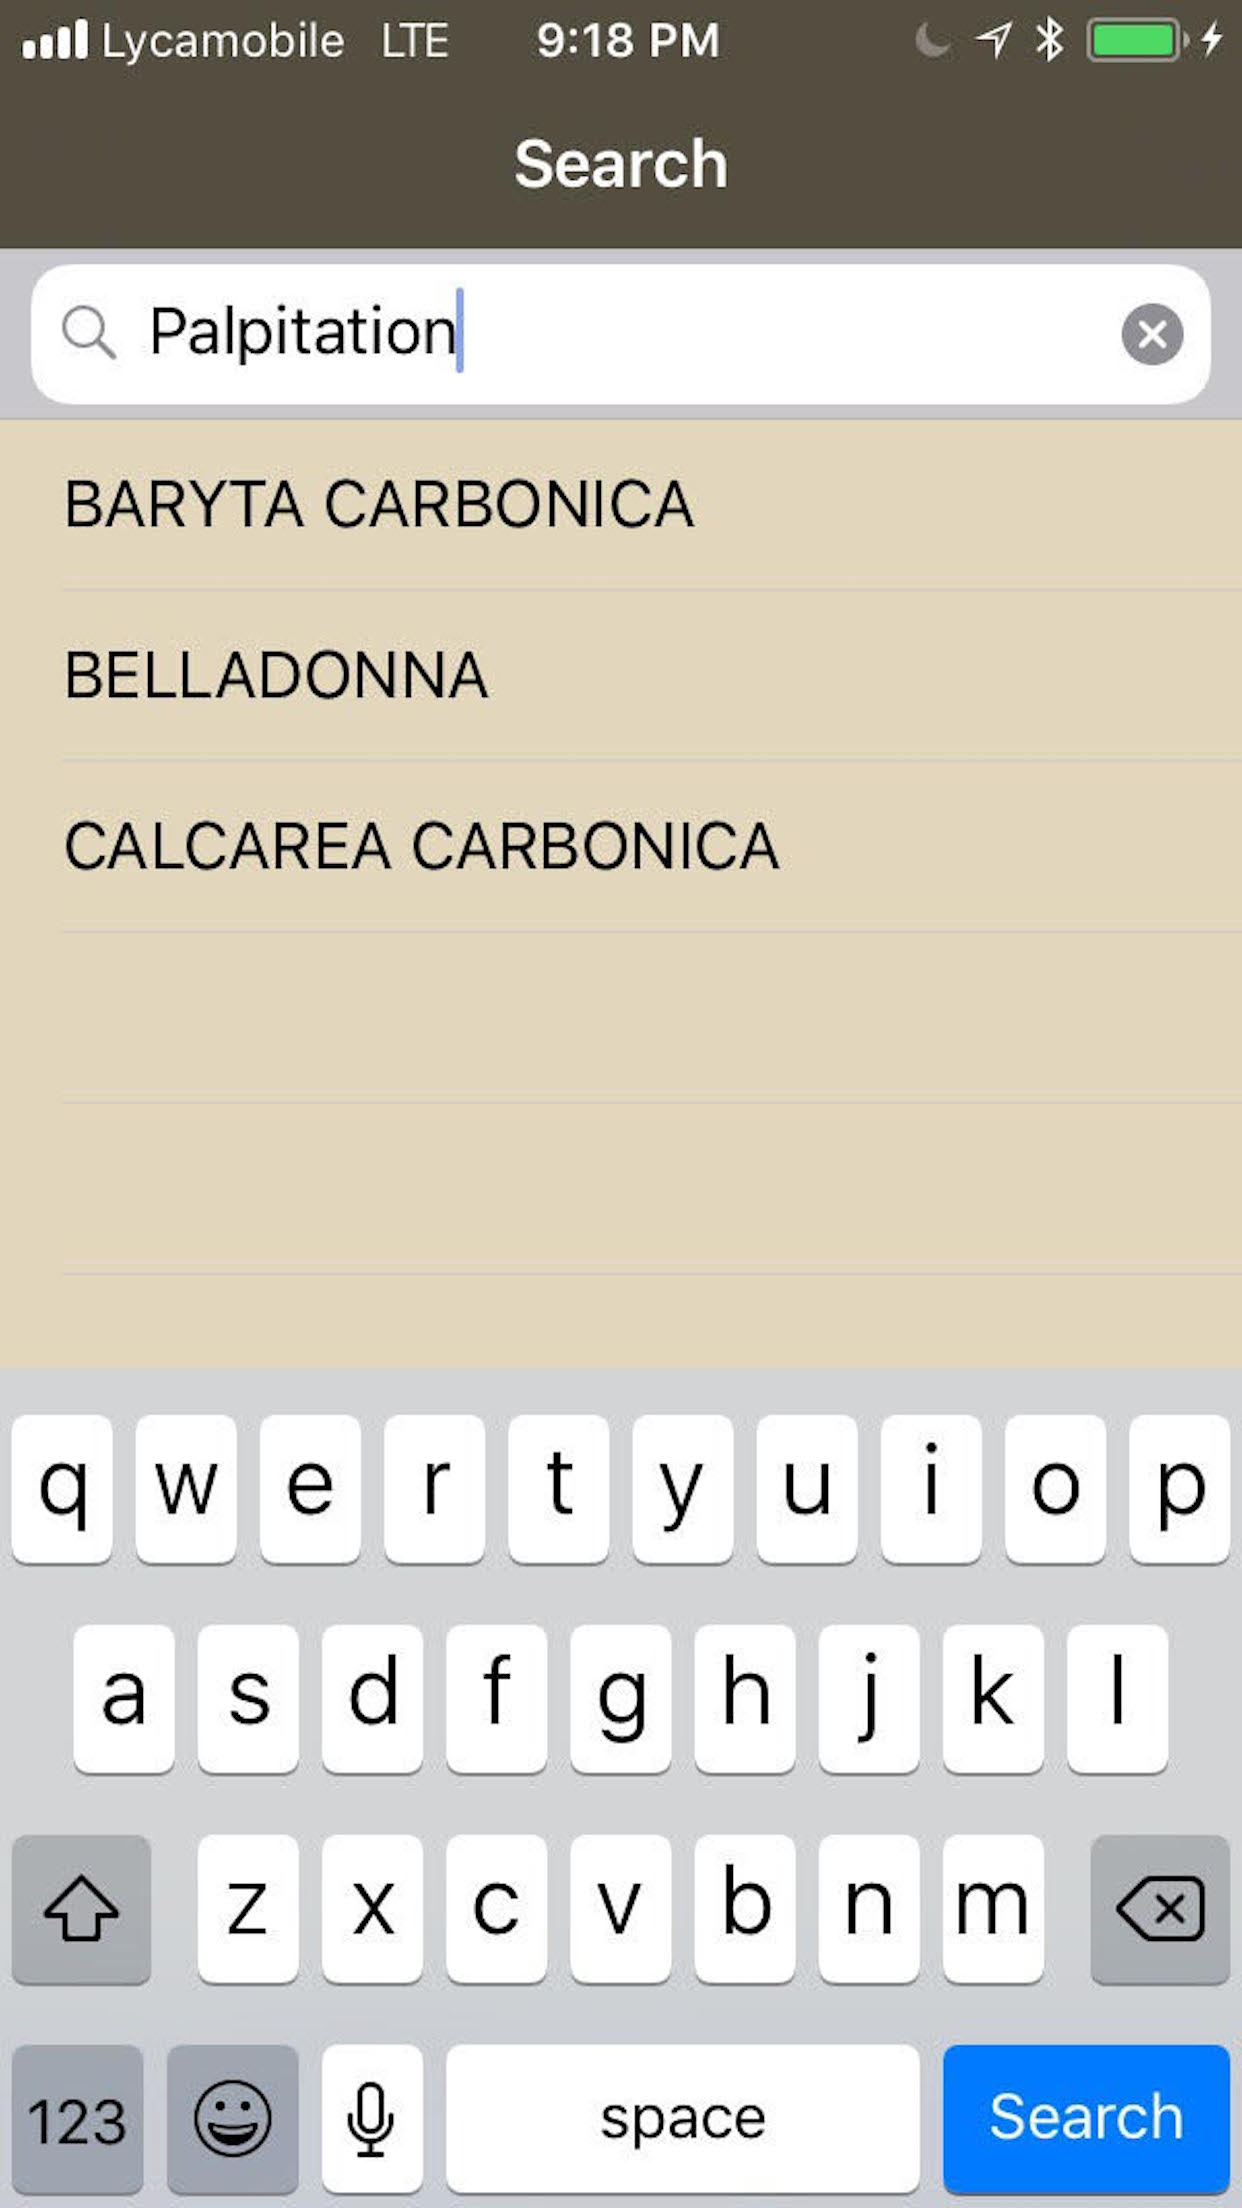 Lycamobile LTE 9:18 PM
Search
Palpitation
BARYTA CARBONICA
BELLADONNA
CALCAREA CARBONICA
q w e r t y u i o p
a s d f g h j k l
z x c v b n m
123 space Search